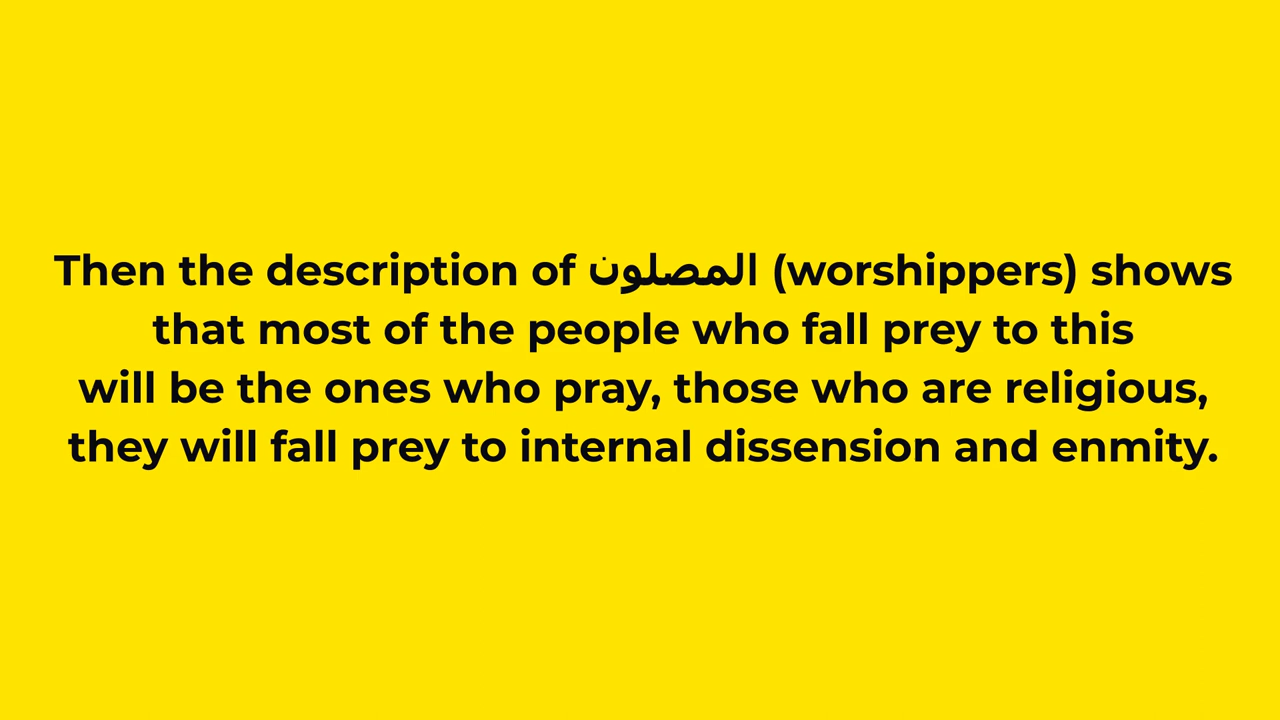 Then the description of المصلون (worshippers) shows
that most of the people who fall prey to this
will be the ones who pray, those who are religious,
they will fall prey to internal dissension and enmity.